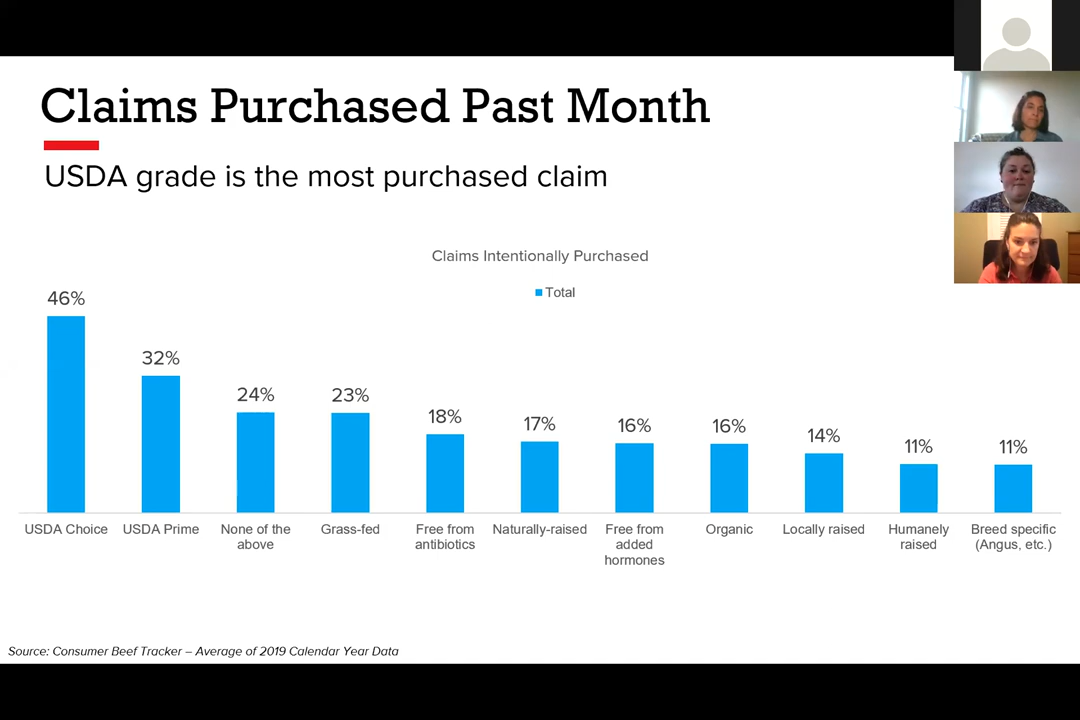 Claims Purchased Past Month
USDA grade is the most purchased claim
Claims Intentionally Purchased
Total
46%
32%
24%
23%
18%
17%
16%
16%
14%
11%
11%
USDA Choice
USDA Prime
None of the
above
Grass-fed
Free from
antibiotics
Naturally-raised
Free from
added
hormones
Organic
Locally raised
Humanely
raised
Breed specific
(Angus, etc.)
Source: Consumer Beef Tracker – Average of 2019 Calendar Year Data